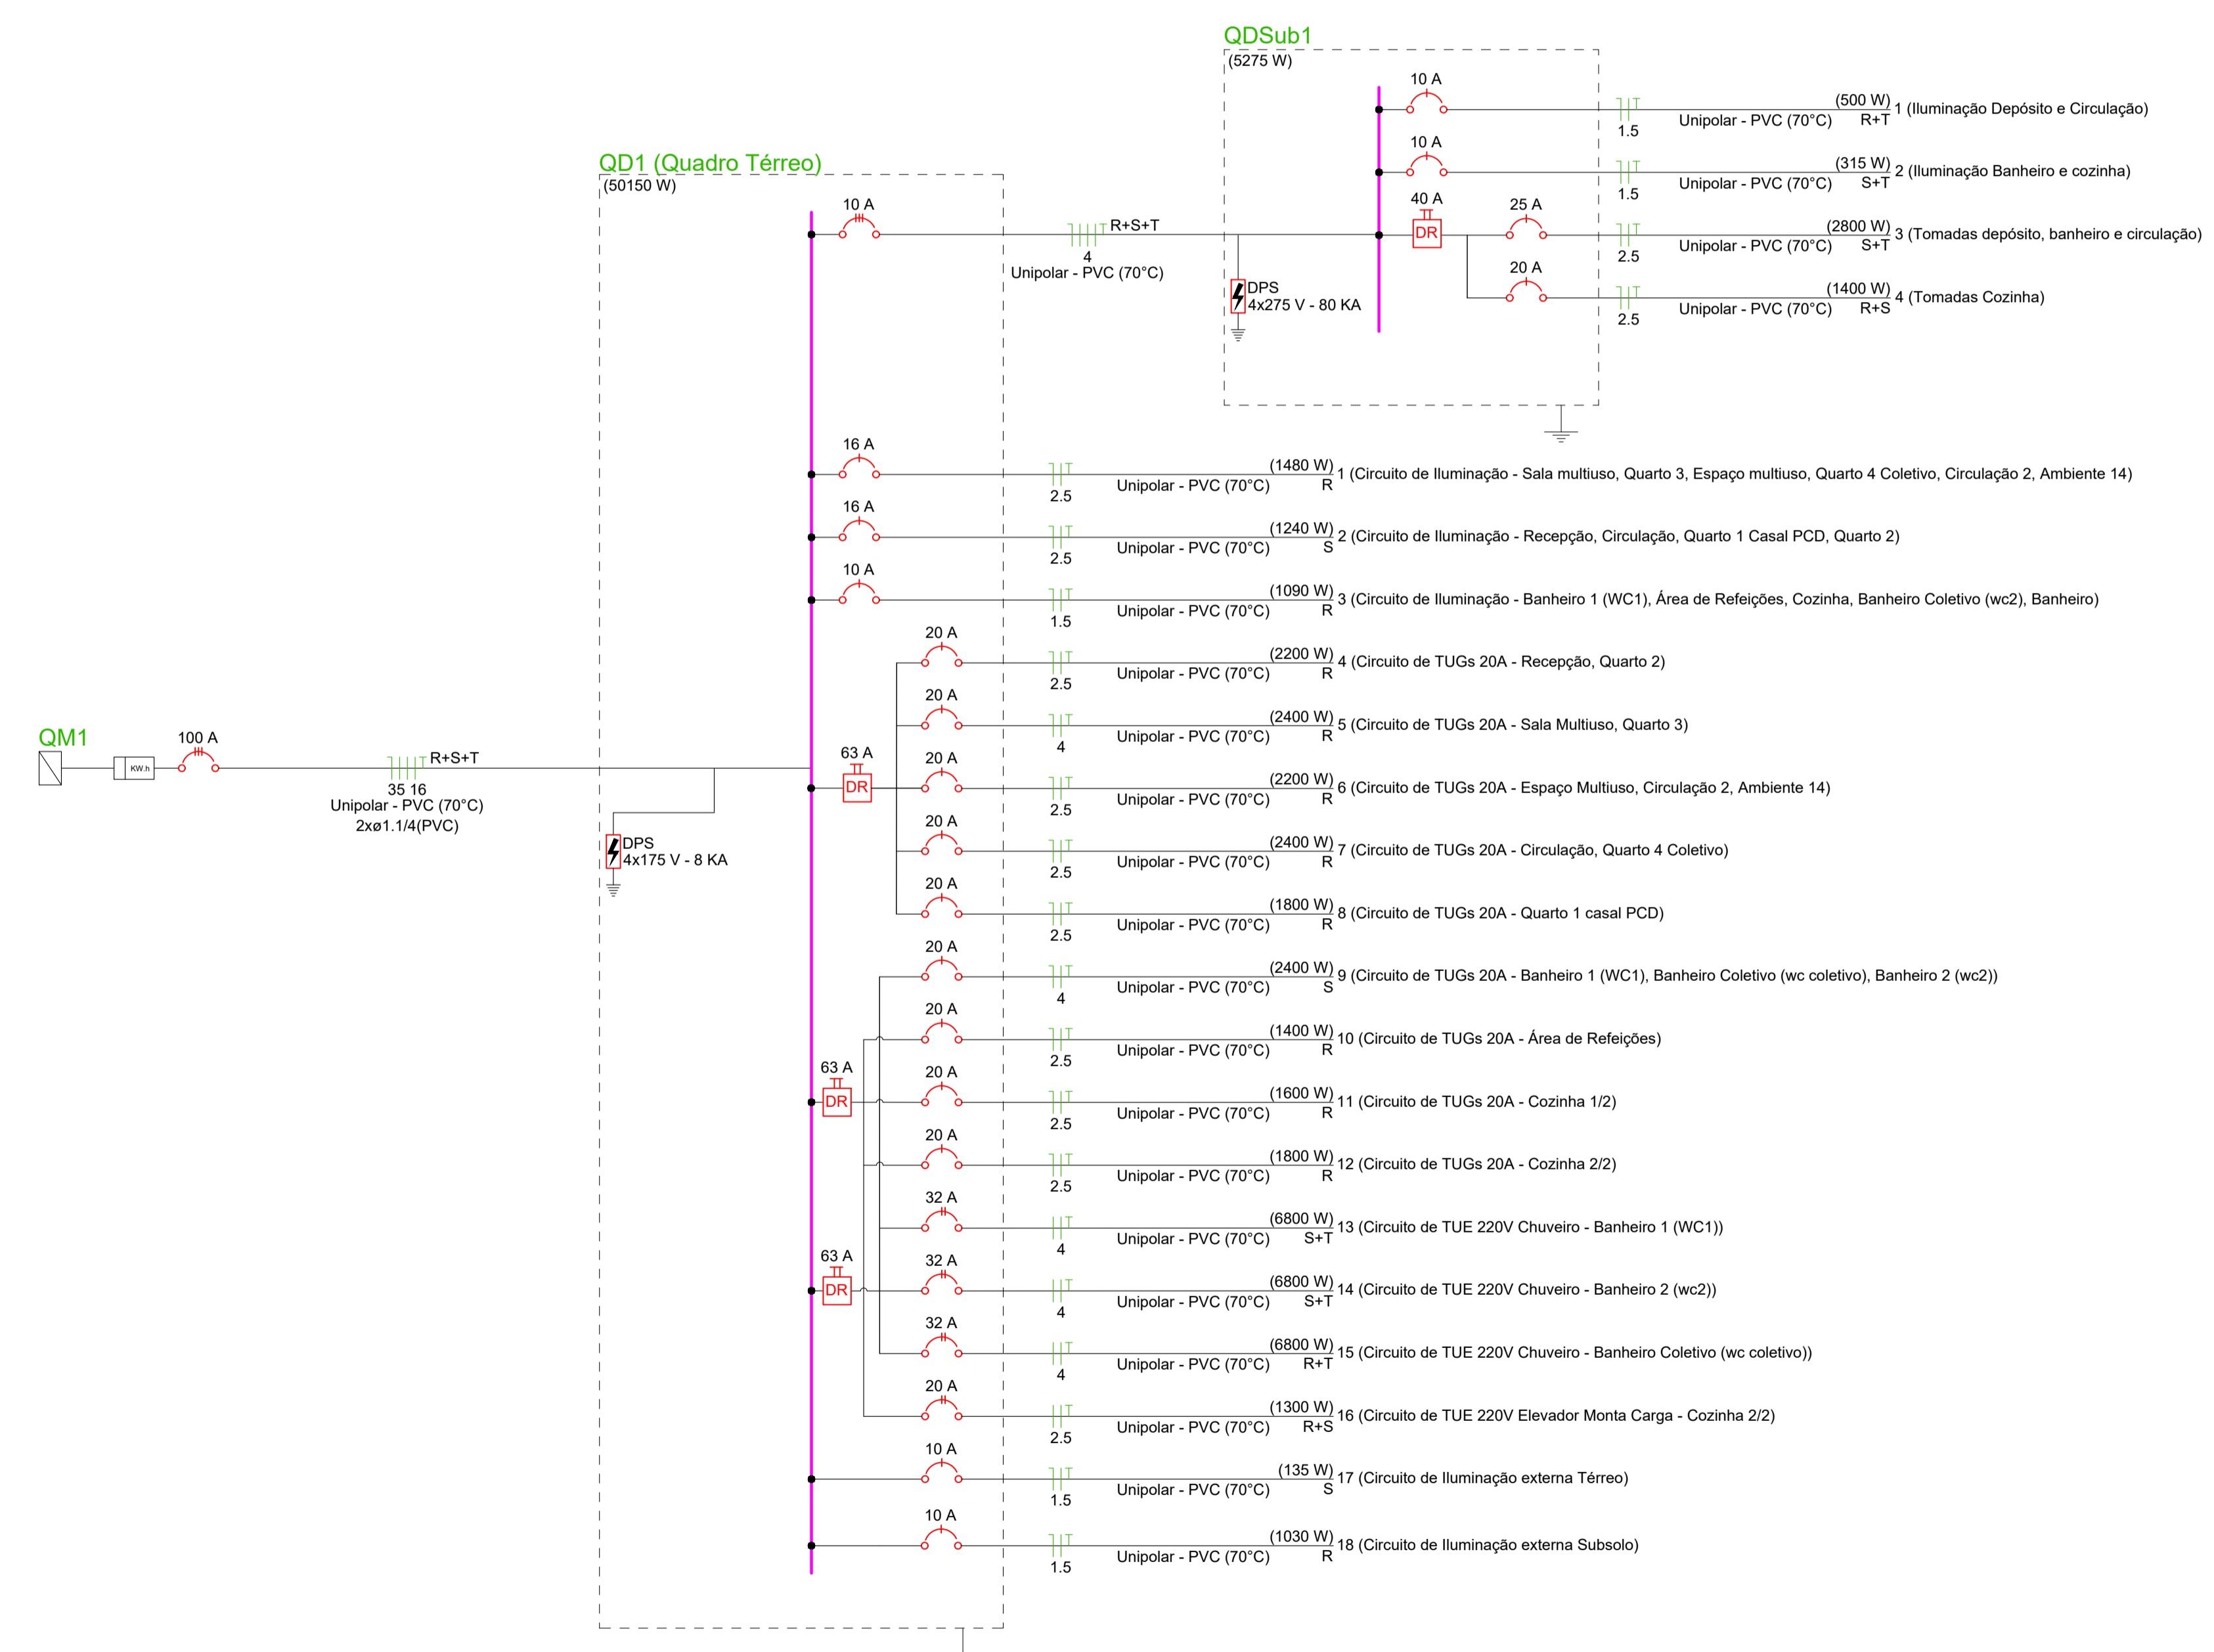 QDSub1
(5275 W)
10 A
(500 W)
1 (Iluminação Depósito e Circulação)
1.5
Unipolar - PVC (70°C)
R+T
10 A
(315 W)
2 (Iluminação Banheiro e cozinha)
1.5
Unipolar - PVC (70°C)
S+T
40 A
DR
25 A
(2800 W)
3 (Tomadas depósito, banheiro e circulação)
2.5
Unipolar - PVC (70°C)
S+T
20 A
(1400 W)
4 (Tomadas Cozinha)
2.5
Unipolar - PVC (70°C)
R+S
DPS
4x275 V - 80 KA
QD1 (Quadro Térreo)
(50150 W)
10 A
R+S+T
4
Unipolar - PVC (70°C)
16 A
(1480 W)
1 (Circuito de Iluminação - Sala multiuso, Quarto 3, Espaço multiuso, Quarto 4 Coletivo, Circulação 2, Ambiente 14)
2.5
Unipolar - PVC (70°C)
R
16 A
(1240 W)
2 (Circuito de Iluminação - Recepção, Circulação, Quarto 1 Casal PCD, Quarto 2)
2.5
Unipolar - PVC (70°C)
S
10 A
(1090 W)
3 (Circuito de Iluminação - Banheiro 1 (WC1), Área de Refeições, Cozinha, Banheiro Coletivo (wc2), Banheiro)
1.5
Unipolar - PVC (70°C)
R
20 A
(2200 W)
4 (Circuito de TUGs 20A - Recepção, Quarto 2)
2.5
Unipolar - PVC (70°C)
R
20 A
(2400 W)
5 (Circuito de TUGs 20A - Sala Multiuso, Quarto 3)
4
Unipolar - PVC (70°C)
R
QM1
KW.h
100 A
R+S+T
35 16
Unipolar - PVC (70°C)
2xø1.1/4(PVC)
DPS
4x175 V - 8 KA
63 A
DR
20 A
(2200 W)
6 (Circuito de TUGs 20A - Espaço Multiuso, Circulação 2, Ambiente 14)
2.5
Unipolar - PVC (70°C)
R
20 A
(2400 W)
7 (Circuito de TUGs 20A - Circulação, Quarto 4 Coletivo)
2.5
Unipolar - PVC (70°C)
R
20 A
(1800 W)
8 (Circuito de TUGs 20A - Quarto 1 casal PCD)
2.5
Unipolar - PVC (70°C)
R
20 A
(2400 W)
9 (Circuito de TUGs 20A - Banheiro 1 (WC1), Banheiro Coletivo (wc coletivo), Banheiro 2 (wc2))
4
Unipolar - PVC (70°C)
S
20 A
(1400 W)
10 (Circuito de TUGs 20A - Área de Refeições)
2.5
Unipolar - PVC (70°C)
R
63 A
DR
20 A
(1600 W)
11 (Circuito de TUGs 20A - Cozinha 1/2)
2.5
Unipolar - PVC (70°C)
R
20 A
(1800 W)
12 (Circuito de TUGs 20A - Cozinha 2/2)
2.5
Unipolar - PVC (70°C)
R
32 A
(6800 W)
13 (Circuito de TUE 220V Chuveiro - Banheiro 1 (WC1))
4
Unipolar - PVC (70°C)
S+T
63 A
DR
32 A
(6800 W)
14 (Circuito de TUE 220V Chuveiro - Banheiro 2 (wc2))
4
Unipolar - PVC (70°C)
S+T
32 A
(6800 W)
15 (Circuito de TUE 220V Chuveiro - Banheiro Coletivo (wc coletivo))
4
Unipolar - PVC (70°C)
R+T
20 A
(1300 W)
16 (Circuito de TUE 220V Elevador Monta Carga - Cozinha 2/2)
2.5
Unipolar - PVC (70°C)
R+S
10 A
(135 W)
17 (Circuito de Iluminação externa Térreo)
1.5
Unipolar - PVC (70°C)
S
10 A
(1030 W)
18 (Circuito de Iluminação externa Subsolo)
1.5
Unipolar - PVC (70°C)
R